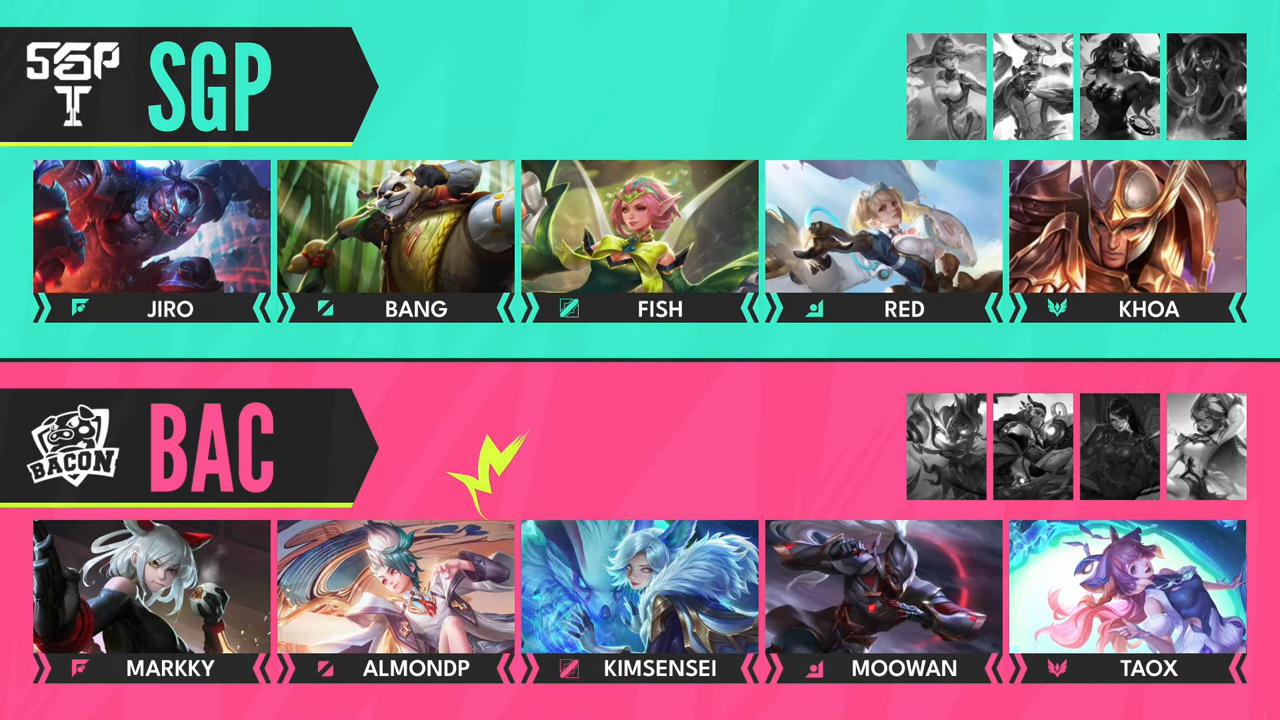 SGP
T
SGP
JIRO
BANG
FISH
RED
KHOA
BACON
BAC
MARKKY
ALMONDP
KIMSENSEI
MOOWAN
TAOX